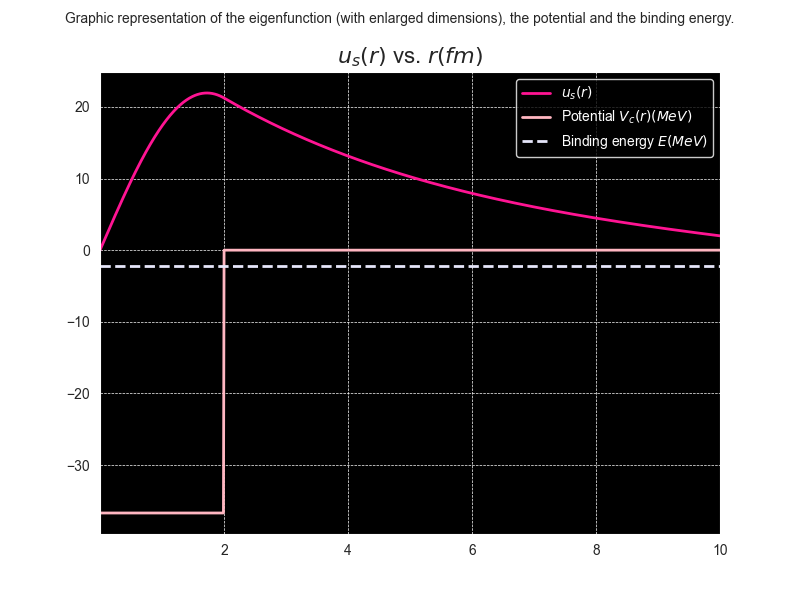 Graphic representation of the eigenfunction (with enlarged dimensions), the potential and the binding energy.
u_s(r) vs. r(fm)
u_s(r)
Potential V_c(r)(MeV)
Binding energy E(MeV)
20
10
0
−10
−20
−30
2 4 6 8 10